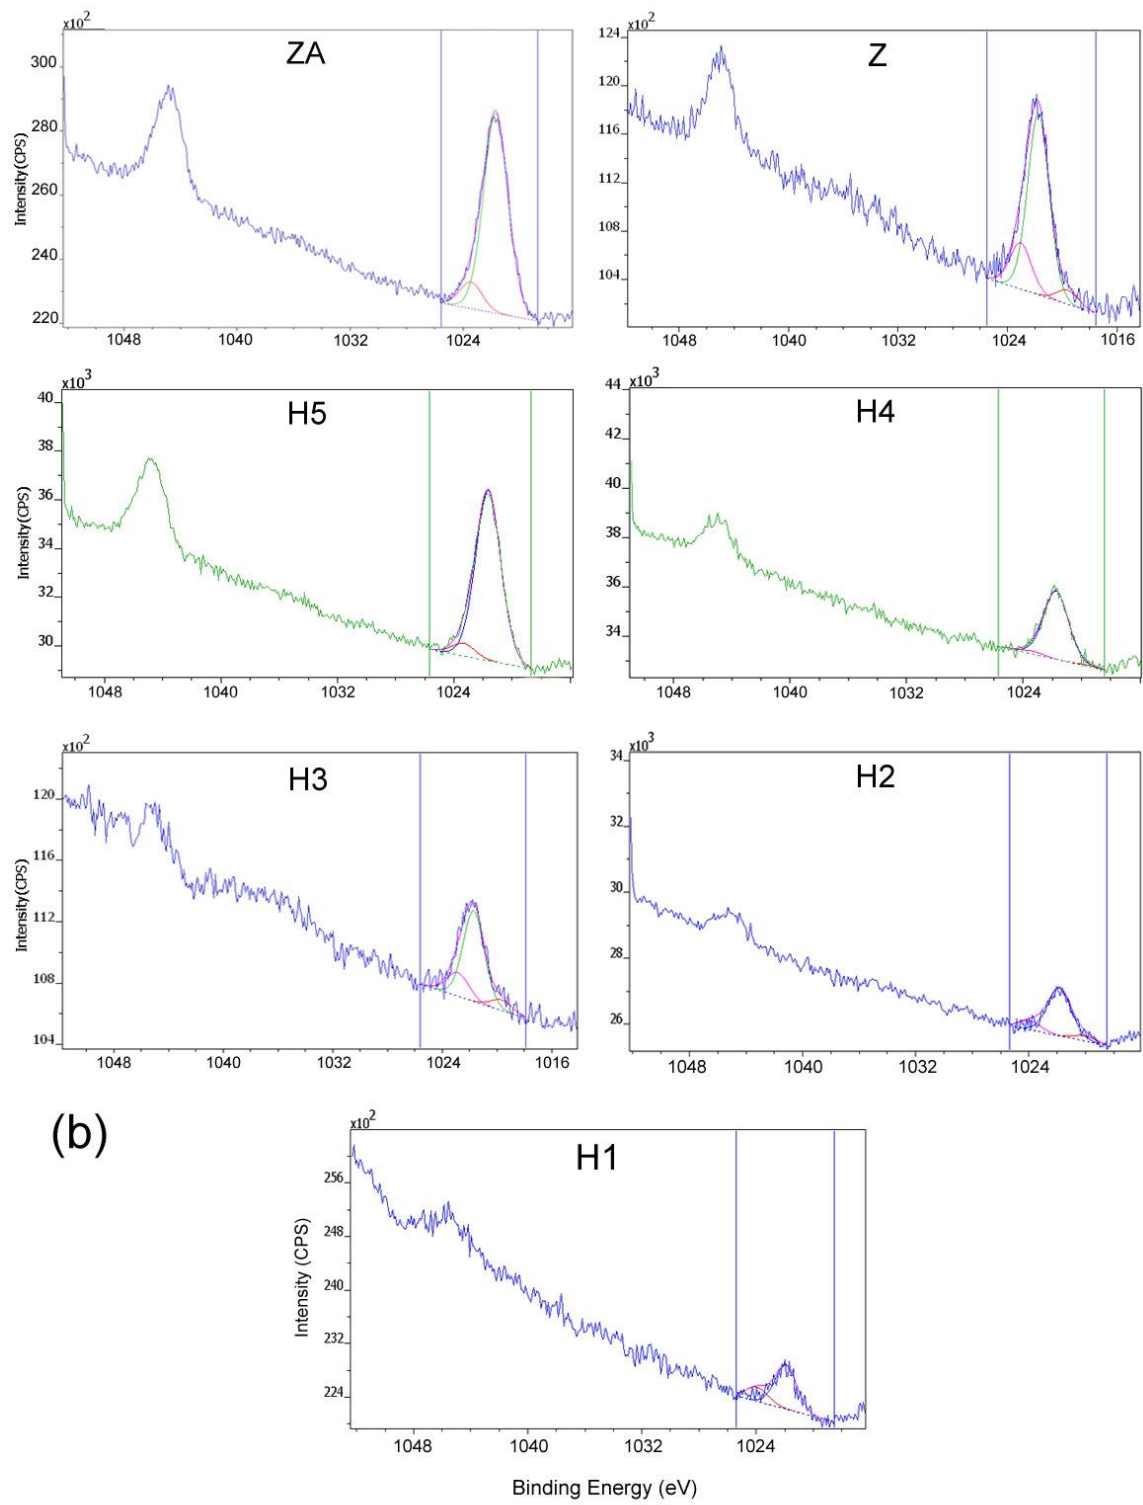 x10²
ZA
Intensity(CPS)
300
280
260
240
220
1048 1040 1032 1024
x10²
Z
124
120
116
112
108
104
1048 1040 1032 1024 1016
x10³
H5
Intensity(CPS)
40
38
36
34
32
30
1048 1040 1032 1024
x10³
H4
44
42
40
38
36
34
1048 1040 1032 1024
x10²
H3
Intensity(CPS)
120
116
112
108
104
1048 1040 1032 1024 1016
x10³
H2
34
32
30
28
26
1048 1040 1032 1024
(b)
x10²
H1
Intensity (CPS)
256
248
240
232
224
1048 1040 1032 1024
Binding Energy (eV)